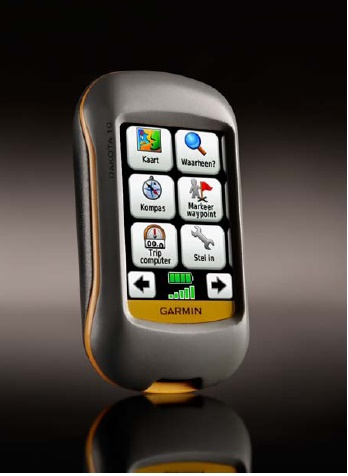 DAKOTA 10
Kaart
Waarheen?
Kompas
Markeer
waypoint
Trip
computer
Stel in
GARMIN